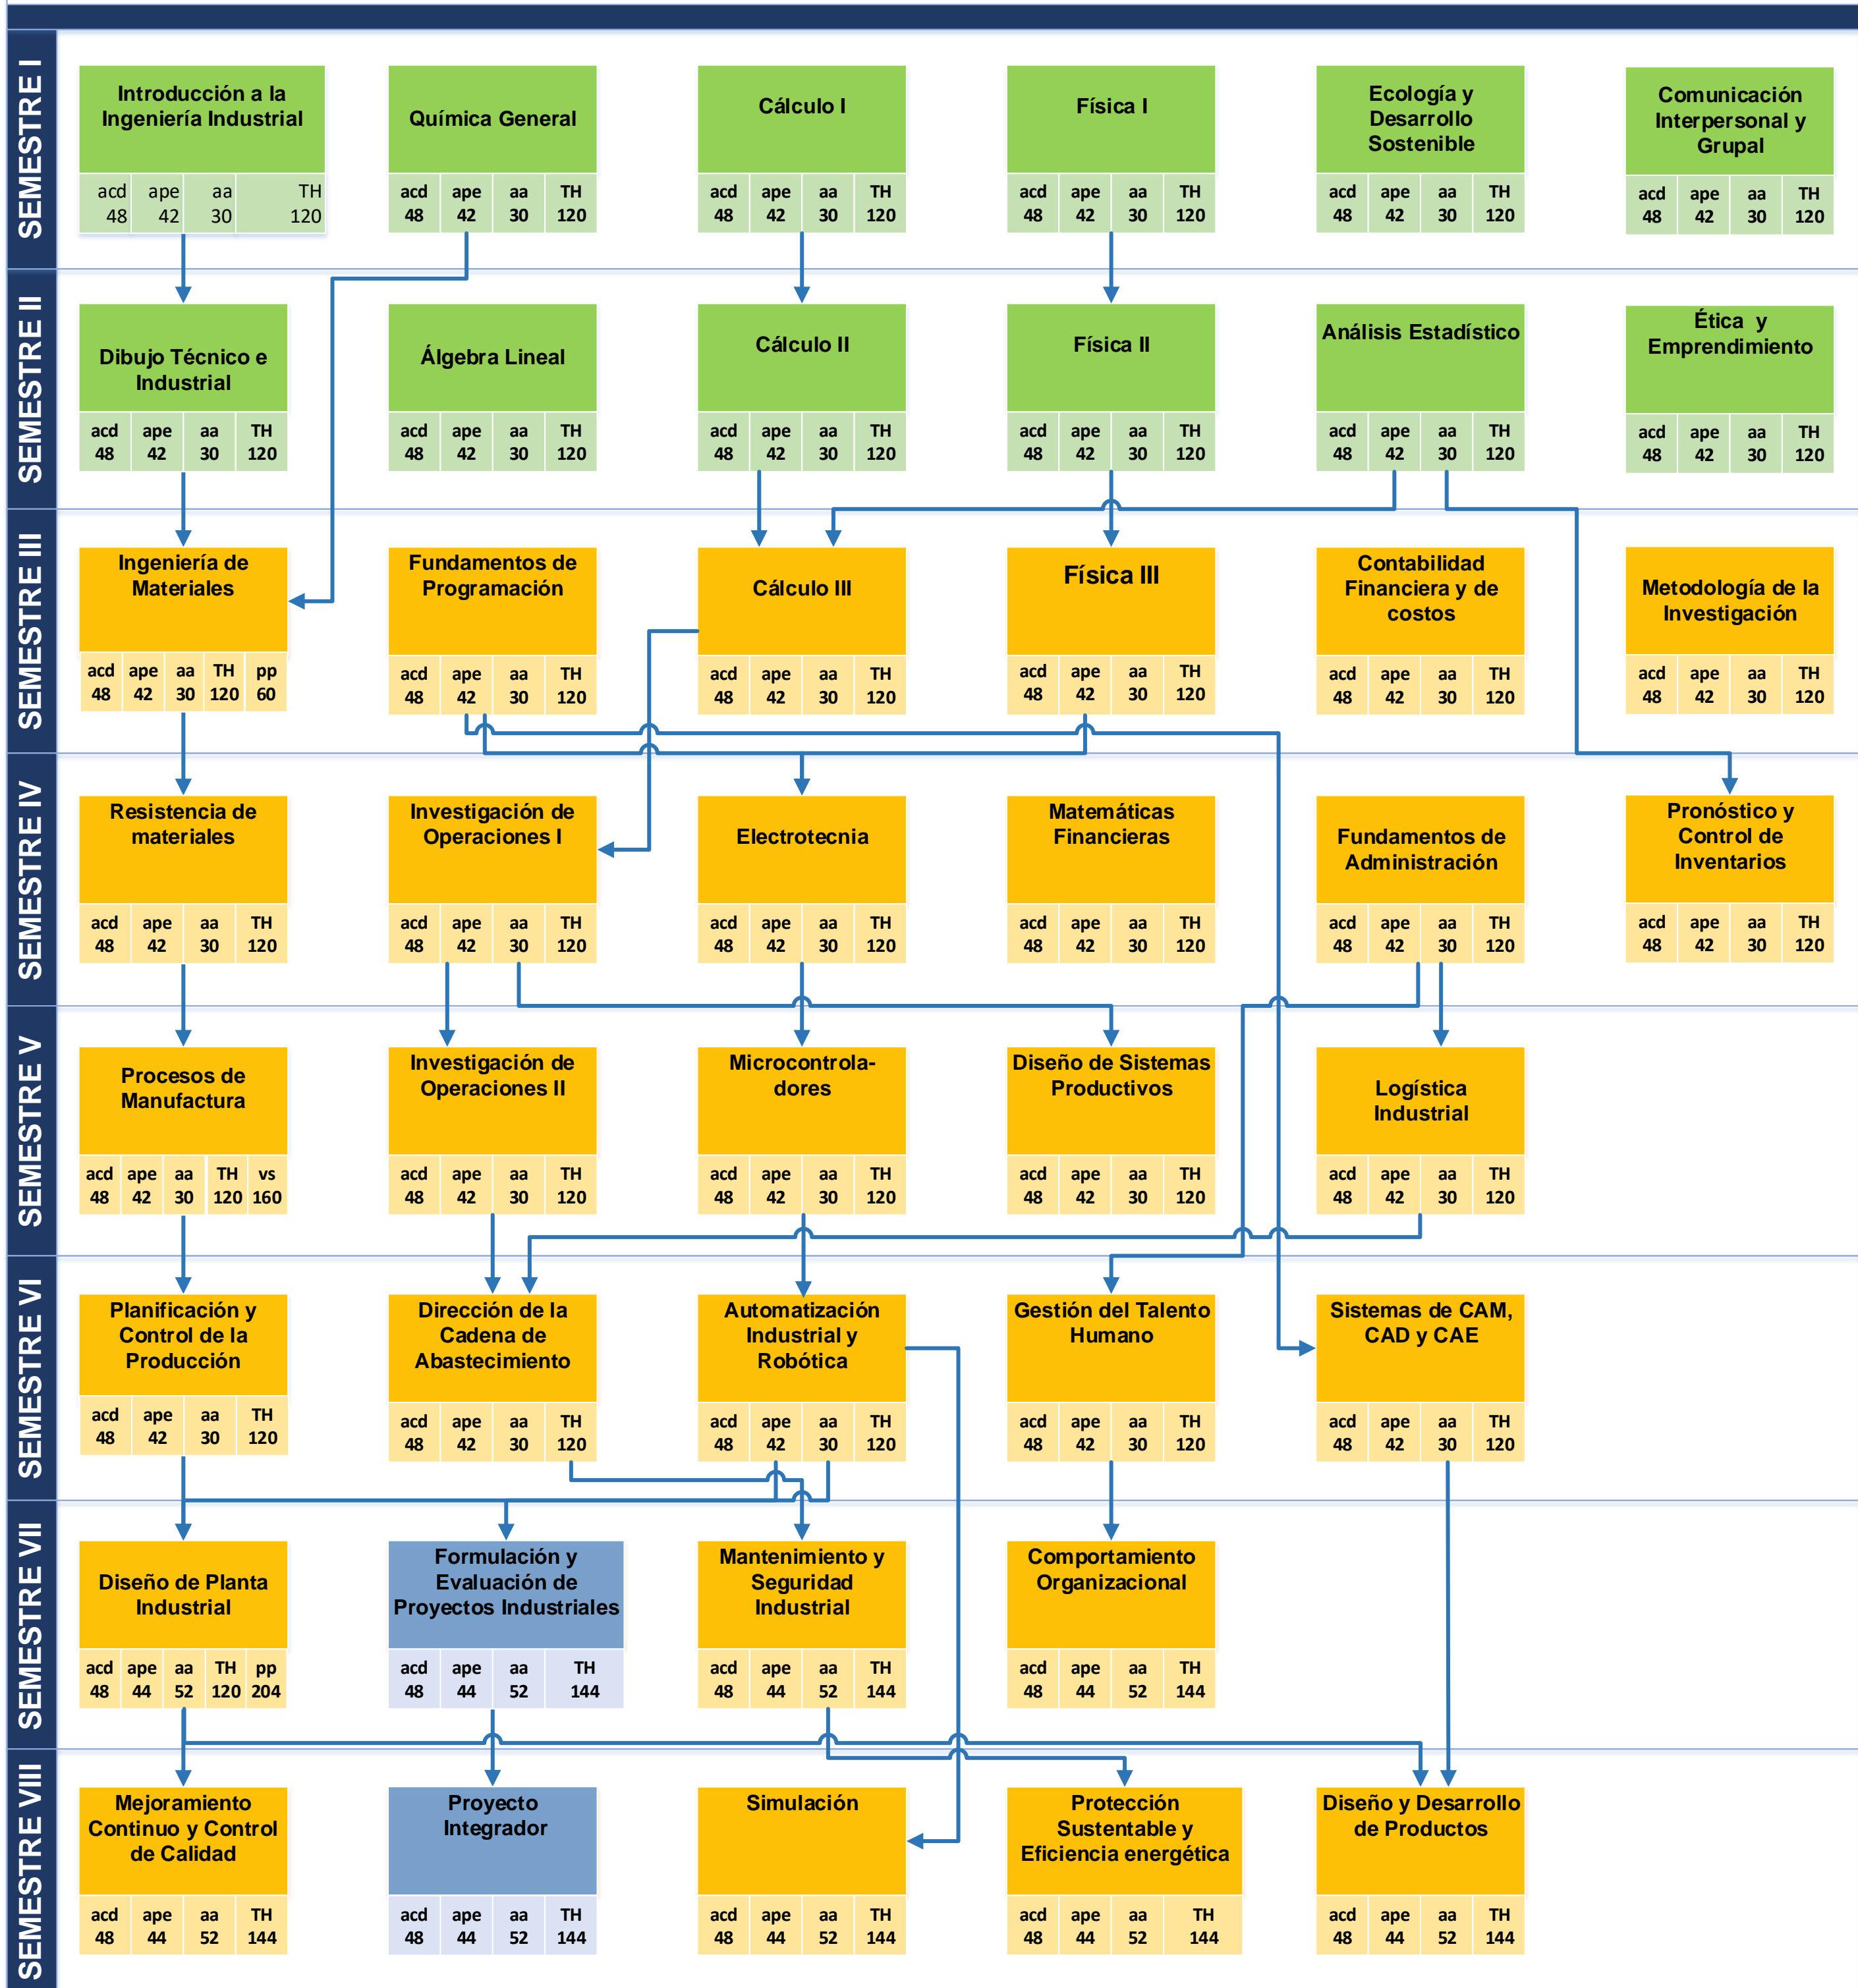 SEMESTRE I
Introducción a la
Ingeniería Industrial
acd ape aa TH
48 42 30 120
Química General
acd ape aa TH
48 42 30 120
Cálculo I
acd ape aa TH
48 42 30 120
Física I
acd ape aa TH
48 42 30 120
Ecología y
Desarrollo
Sostenible
acd ape aa TH
48 42 30 120
Comunicación
Interpersonal y
Grupal
acd ape aa TH
48 42 30 120
SEMESTRE II
Dibujo Técnico e
Industrial
acd ape aa TH
48 42 30 120
Álgebra Lineal
acd ape aa TH
48 42 30 120
Cálculo II
acd ape aa TH
48 42 30 120
Física II
acd ape aa TH
48 42 30 120
Análisis Estadístico
acd ape aa TH
48 42 30 120
Ética y
Emprendimiento
acd ape aa TH
48 42 30 120
SEMESTRE III
Ingeniería de
Materiales
acd ape aa TH pp
48 42 30 120 60
Fundamentos de
Programación
acd ape aa TH
48 42 30 120
Cálculo III
acd ape aa TH
48 42 30 120
Física III
acd ape aa TH
48 42 30 120
Contabilidad
Financiera y de
costos
acd ape aa TH
48 42 30 120
Metodología de la
Investigación
acd ape aa TH
48 42 30 120
SEMESTRE IV
Resistencia de
materiales
acd ape aa TH
48 42 30 120
Investigación de
Operaciones I
acd ape aa TH
48 42 30 120
Electrotecnia
acd ape aa TH
48 42 30 120
Matemáticas
Financieras
acd ape aa TH
48 42 30 120
Fundamentos de
Administración
acd ape aa TH
48 42 30 120
Pronóstico y
Control de
Inventarios
acd ape aa TH
48 42 30 120
SEMESTRE V
Procesos de
Manufactura
acd ape aa TH vs
48 42 30 120 160
Investigación de
Operaciones II
acd ape aa TH
48 42 30 120
Microcontrola-
dores
acd ape aa TH
48 42 30 120
Diseño de Sistemas
Productivos
acd ape aa TH
48 42 30 120
Logística
Industrial
acd ape aa TH
48 42 30 120
SEMESTRE VI
Planificación y
Control de la
Producción
acd ape aa TH
48 42 30 120
Dirección de la
Cadena de
Abastecimiento
acd ape aa TH
48 42 30 120
Automatización
Industrial y
Robótica
acd ape aa TH
48 42 30 120
Gestión del Talento
Humano
acd ape aa TH
48 42 30 120
Sistemas de CAM,
CAD y CAE
acd ape aa TH
48 42 30 120
SEMESTRE VII
Diseño de Planta
Industrial
acd ape aa TH pp
48 44 52 120 204
Formulación y
Evaluación de
Proyectos Industriales
acd ape aa TH
48 44 52 144
Mantenimiento y
Seguridad
Industrial
acd ape aa TH
48 44 52 144
Comportamiento
Organizacional
acd ape aa TH
48 44 52 144
SEMESTRE VIII
Mejoramiento
Continuo y Control
de Calidad
acd ape aa TH
48 44 52 144
Proyecto
Integrador
acd ape aa TH
48 44 52 144
Simulación
acd ape aa TH
48 44 52 144
Protección
Sustentable y
Eficiencia energética
acd ape aa TH
48 44 52 144
Diseño y Desarrollo
de Productos
acd ape aa TH
48 44 52 144